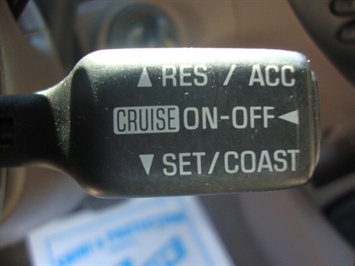 ▲ RES / ACC
CRUISE ON-OFF ◄
▼ SET/COAST